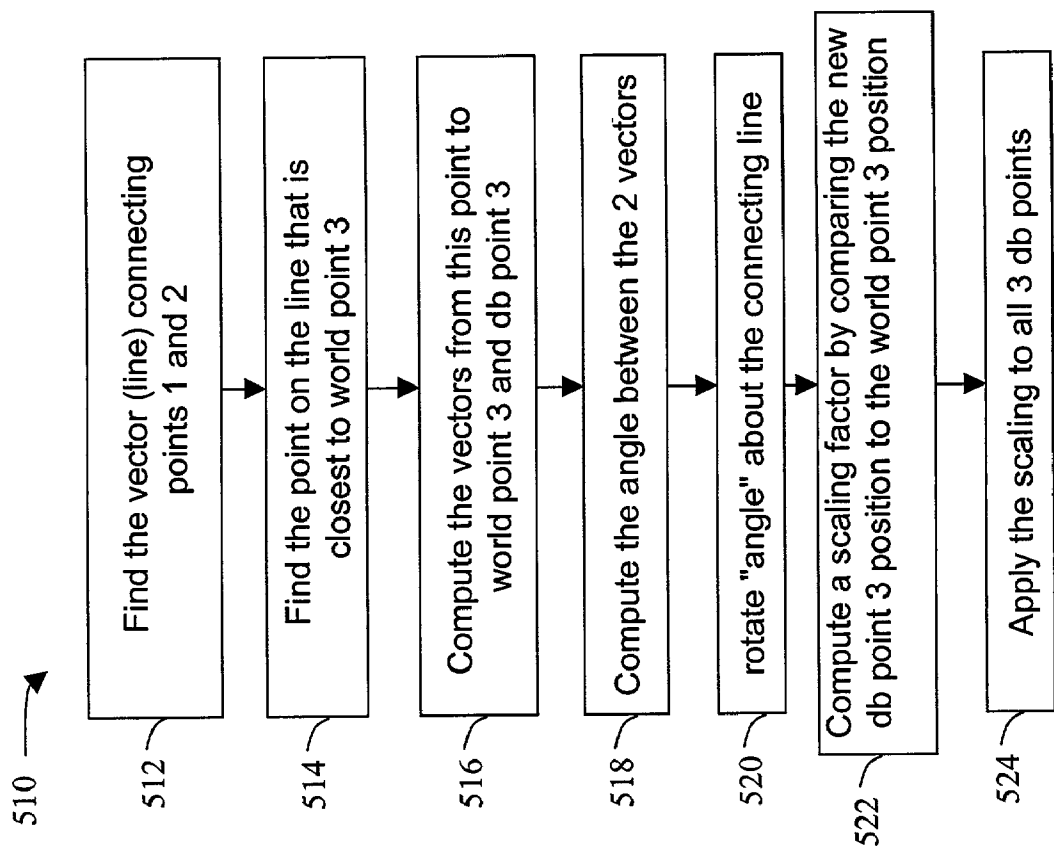 510
512
Find the vector (line) connecting
points 1 and 2
514
Find the point on the line that is
closest to world point 3
516
Compute the vectors from this point to
world point 3 and db point 3
518
Compute the angle between the 2 vectors
520
rotate "angle" about the connecting line
522
Compute a scaling factor by comparing the new
db point 3 position to the world point 3 position
524
Apply the scaling to all 3 db points